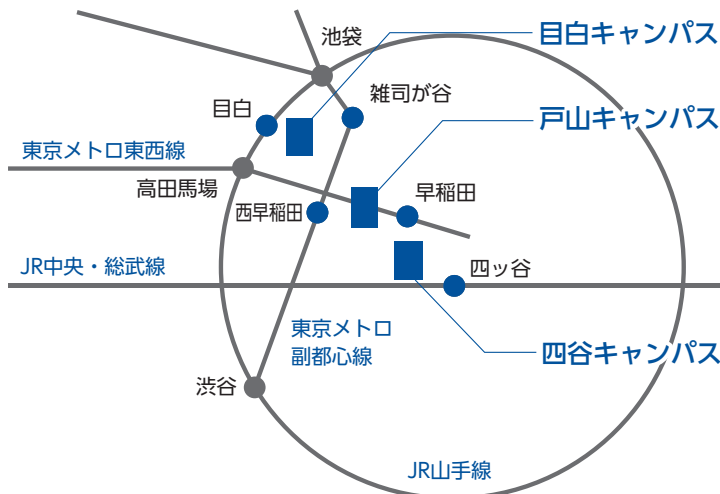 池袋
目白キャンパス
目白
雑司が谷
戸山キャンパス
東京メトロ東西線
高田馬場
西早稲田
早稲田
JR中央・総武線
四ッ谷
東京メトロ
副都心線
四谷キャンパス
渋谷
JR山手線